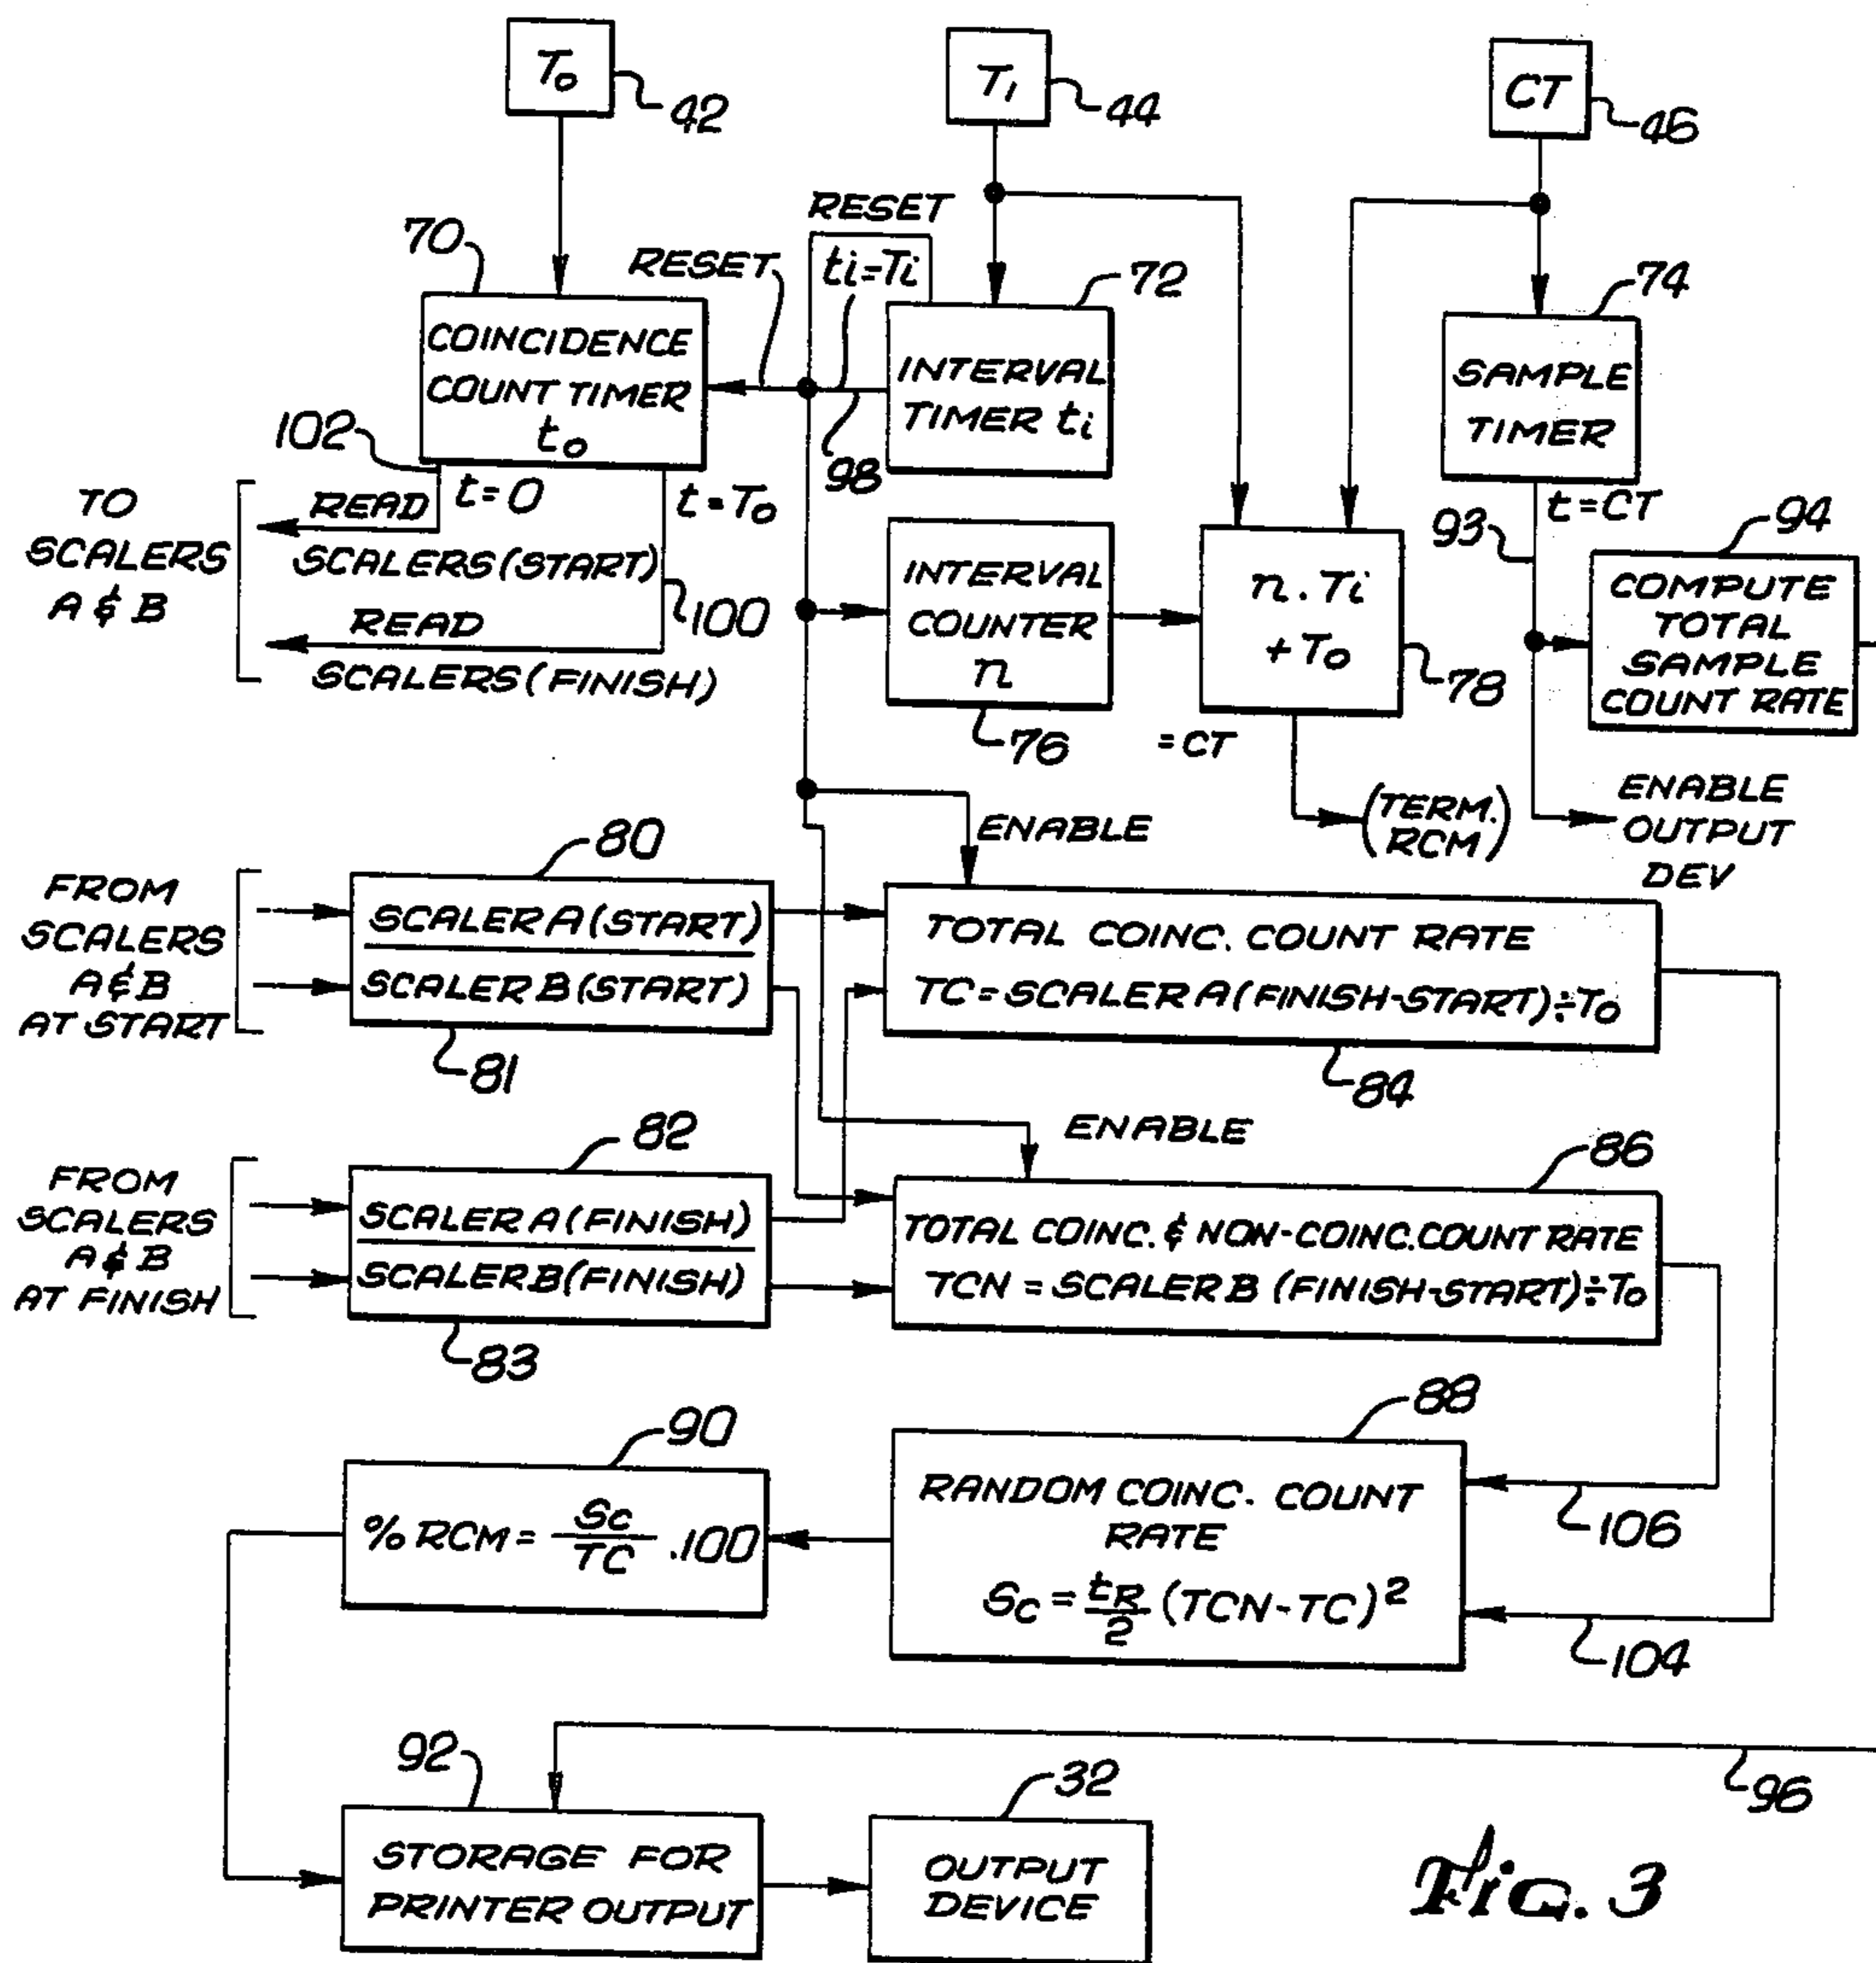 T₀
42
T₁
44
CT
46
RESET
70
RESET
ti=Ti
72
74
COINCIDENCE
COUNT TIMER
t₀
INTERVAL
TIMER ti
SAMPLE
TIMER
102
98
t=0
t=T₀
t=CT
TO
SCALERS
A & B
READ
SCALERS (START)
100
READ
SCALERS (FINISH)
INTERVAL
COUNTER
n
76
n . Ti
+ T₀
78
= CT
93
94
COMPUTE
TOTAL
SAMPLE
COUNT RATE
(TERM.
RCM)
ENABLE
OUTPUT
DEV
ENABLE
80
FROM
SCALERS
A & B
AT START
SCALER A (START)
SCALER B (START)
81
TOTAL COINC. COUNT RATE
TC = SCALER A (FINISH-START) ÷ T₀
84
ENABLE
82
86
FROM
SCALERS
A & B
AT FINISH
SCALER A (FINISH)
SCALER B (FINISH)
83
TOTAL COINC. & NON-COINC. COUNT RATE
TCN = SCALER B (FINISH-START) ÷ T₀
88
90
RANDOM COINC. COUNT
RATE
Sc = tR/2 (TCN-TC)²
106
104
% RCM = Sc/TC .100
92
32
96
STORAGE FOR
PRINTER OUTPUT
OUTPUT
DEVICE
Fig. 3